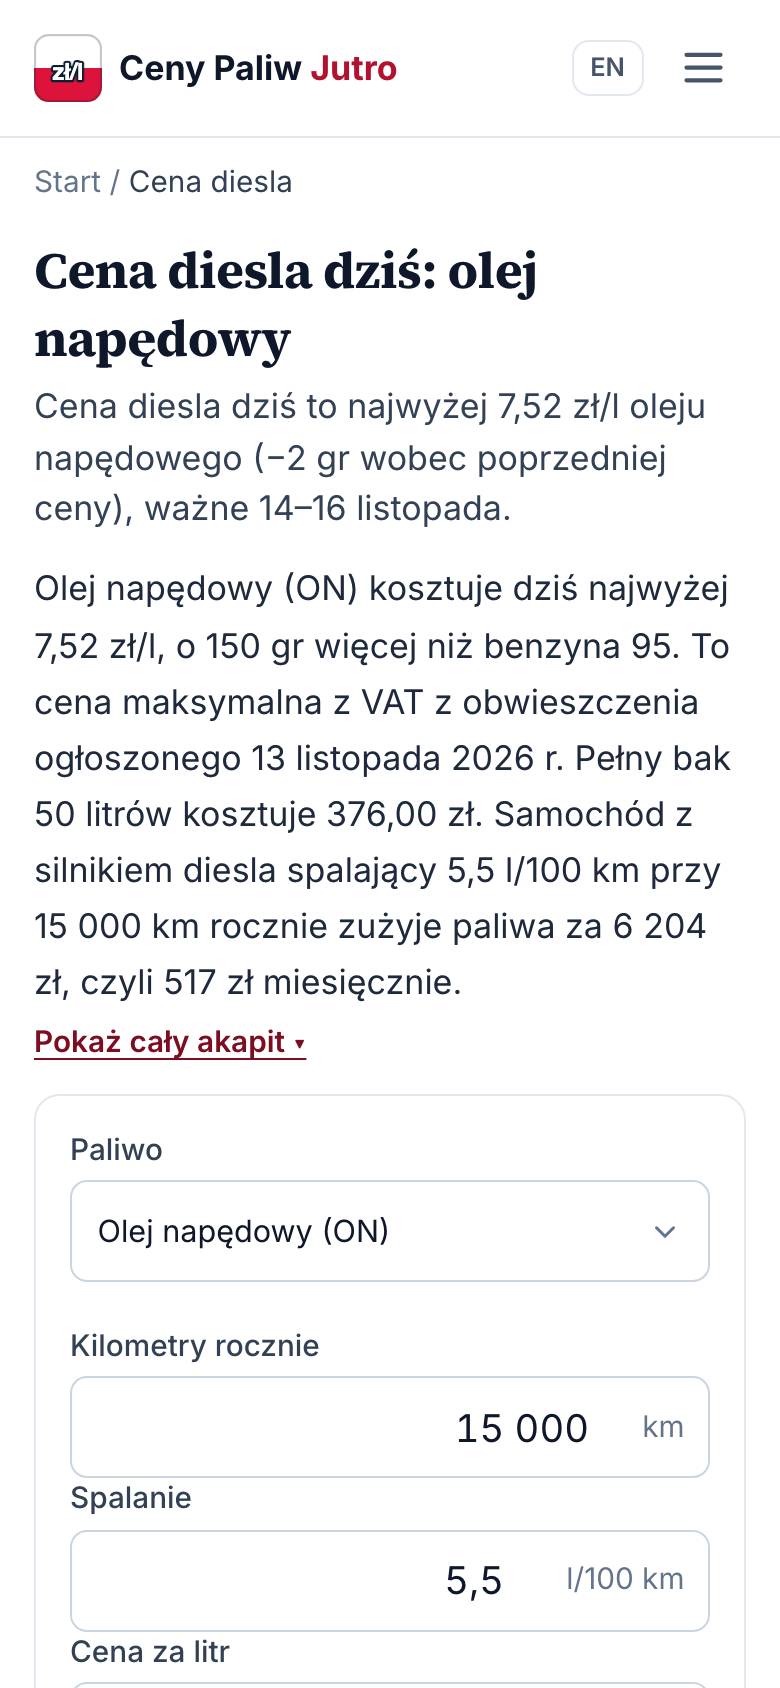 zł/l
Ceny Paliw Jutro
EN
Start / Cena diesla
Cena diesla dziś: olej
napędowy
Cena diesla dziś to najwyżej 7,52 zł/l oleju
napędowego (−2 gr wobec poprzedniej
ceny), ważne 14–16 listopada.
Olej napędowy (ON) kosztuje dziś najwyżej
7,52 zł/l, o 150 gr więcej niż benzyna 95. To
cena maksymalna z VAT z obwieszczenia
ogłoszonego 13 listopada 2026 r. Pełny bak
50 litrów kosztuje 376,00 zł. Samochód z
silnikiem diesla spalający 5,5 l/100 km przy
15 000 km rocznie zużyje paliwa za 6 204
zł, czyli 517 zł miesięcznie.
Pokaż cały akapit ▾
Paliwo
Olej napędowy (ON)
Kilometry rocznie
15 000 km
Spalanie
5,5 l/100 km
Cena za litr